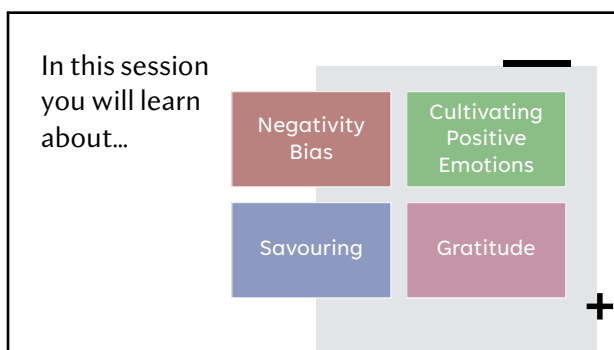 In this session
you will learn
about…
Negativity
Bias
Cultivating
Positive
Emotions
Savouring
Gratitude